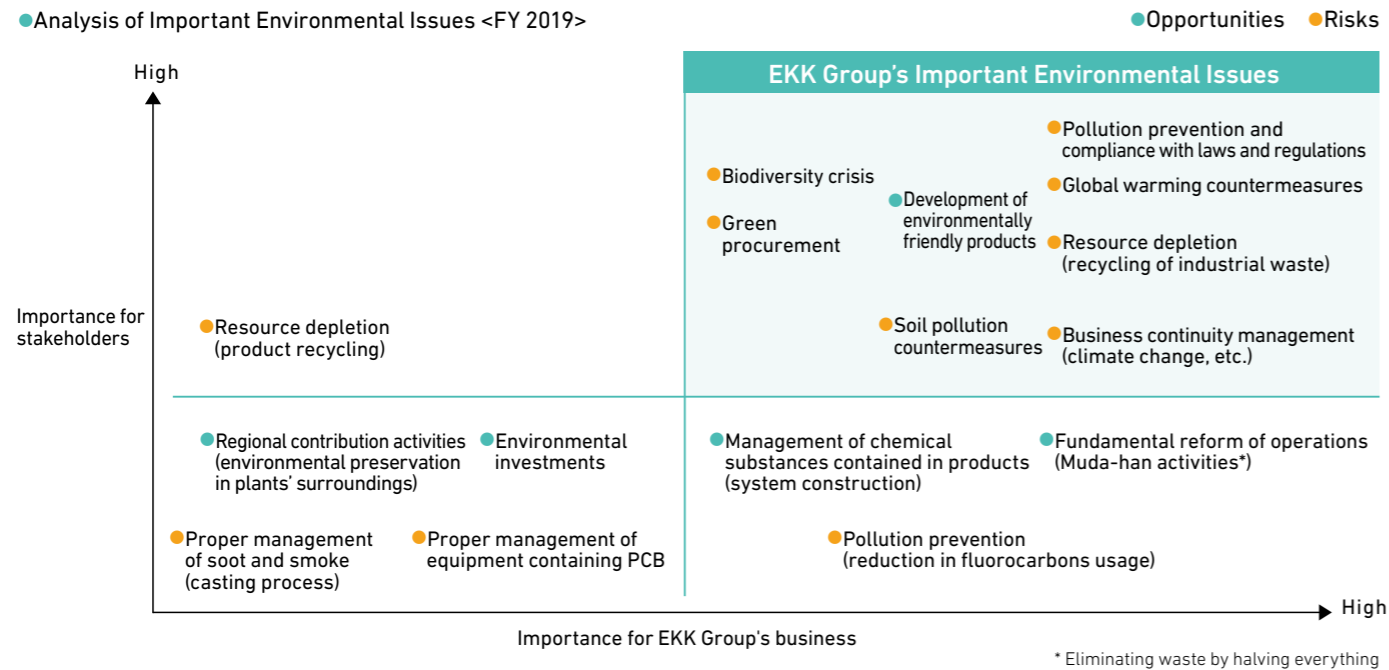 Analysis of Important Environmental Issues <FY 2019>
Opportunities
Risks
High
EKK Group's Important Environmental Issues
Pollution prevention and
compliance with laws and regulations
Biodiversity crisis
Global warming countermeasures
Development of
environmentally
friendly products
Green
procurement
Resource depletion
(recycling of industrial waste)
Importance for
stakeholders
Resource depletion
(product recycling)
Soil pollution
countermeasures
Business continuity management
(climate change, etc.)
Regional contribution activities
(environmental preservation
in plants' surroundings)
Environmental
investments
Management of chemical
substances contained in products
(system construction)
Fundamental reform of operations
(Muda-han activities*)
Proper management
of soot and smoke
(casting process)
Proper management of
equipment containing PCB
Pollution prevention
(reduction in fluorocarbons usage)
High
Importance for EKK Group's business
* Eliminating waste by halving everything